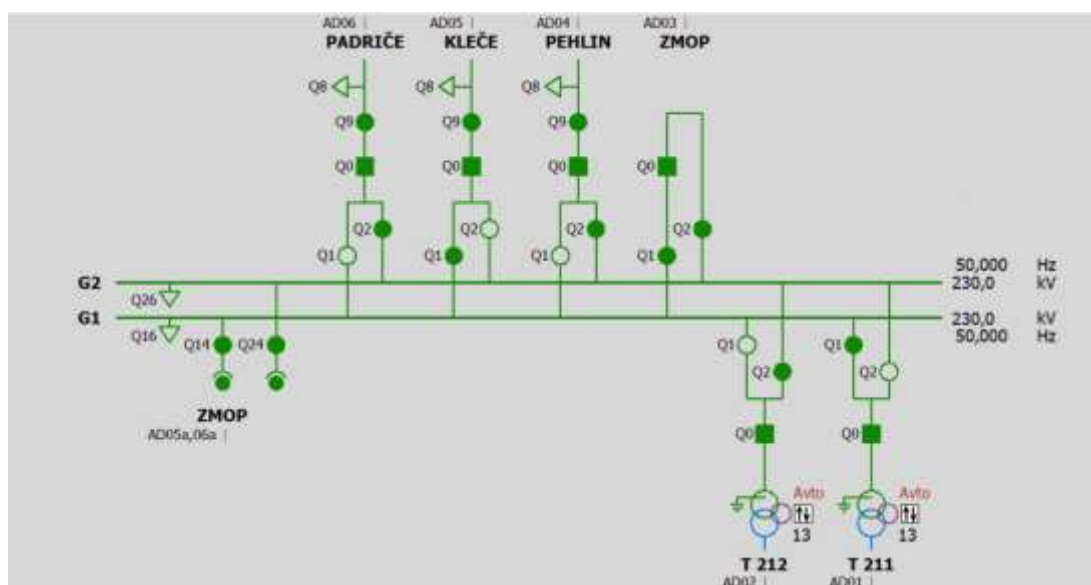 AD06 | AD05 | AD04 | AD03 |
PADRIČE KLEČE PEHLIN ZMOP
Q8 Q8 Q8
Q9 Q9 Q9
Q0 Q0 Q0 Q0
Q2 Q2 Q2 Q2
Q1 Q1 Q1 Q1
50,000 Hz
G2 230,0 kV
Q26
G1 230,0 kV
Q16 50,000 Hz
Q14 Q24 Q1 Q1
Q2 Q2
ZMOP
AD05a,06a |
Q0 Q0
Avto Avto
13 13
T 212 T 211
AD02 | AD01 |